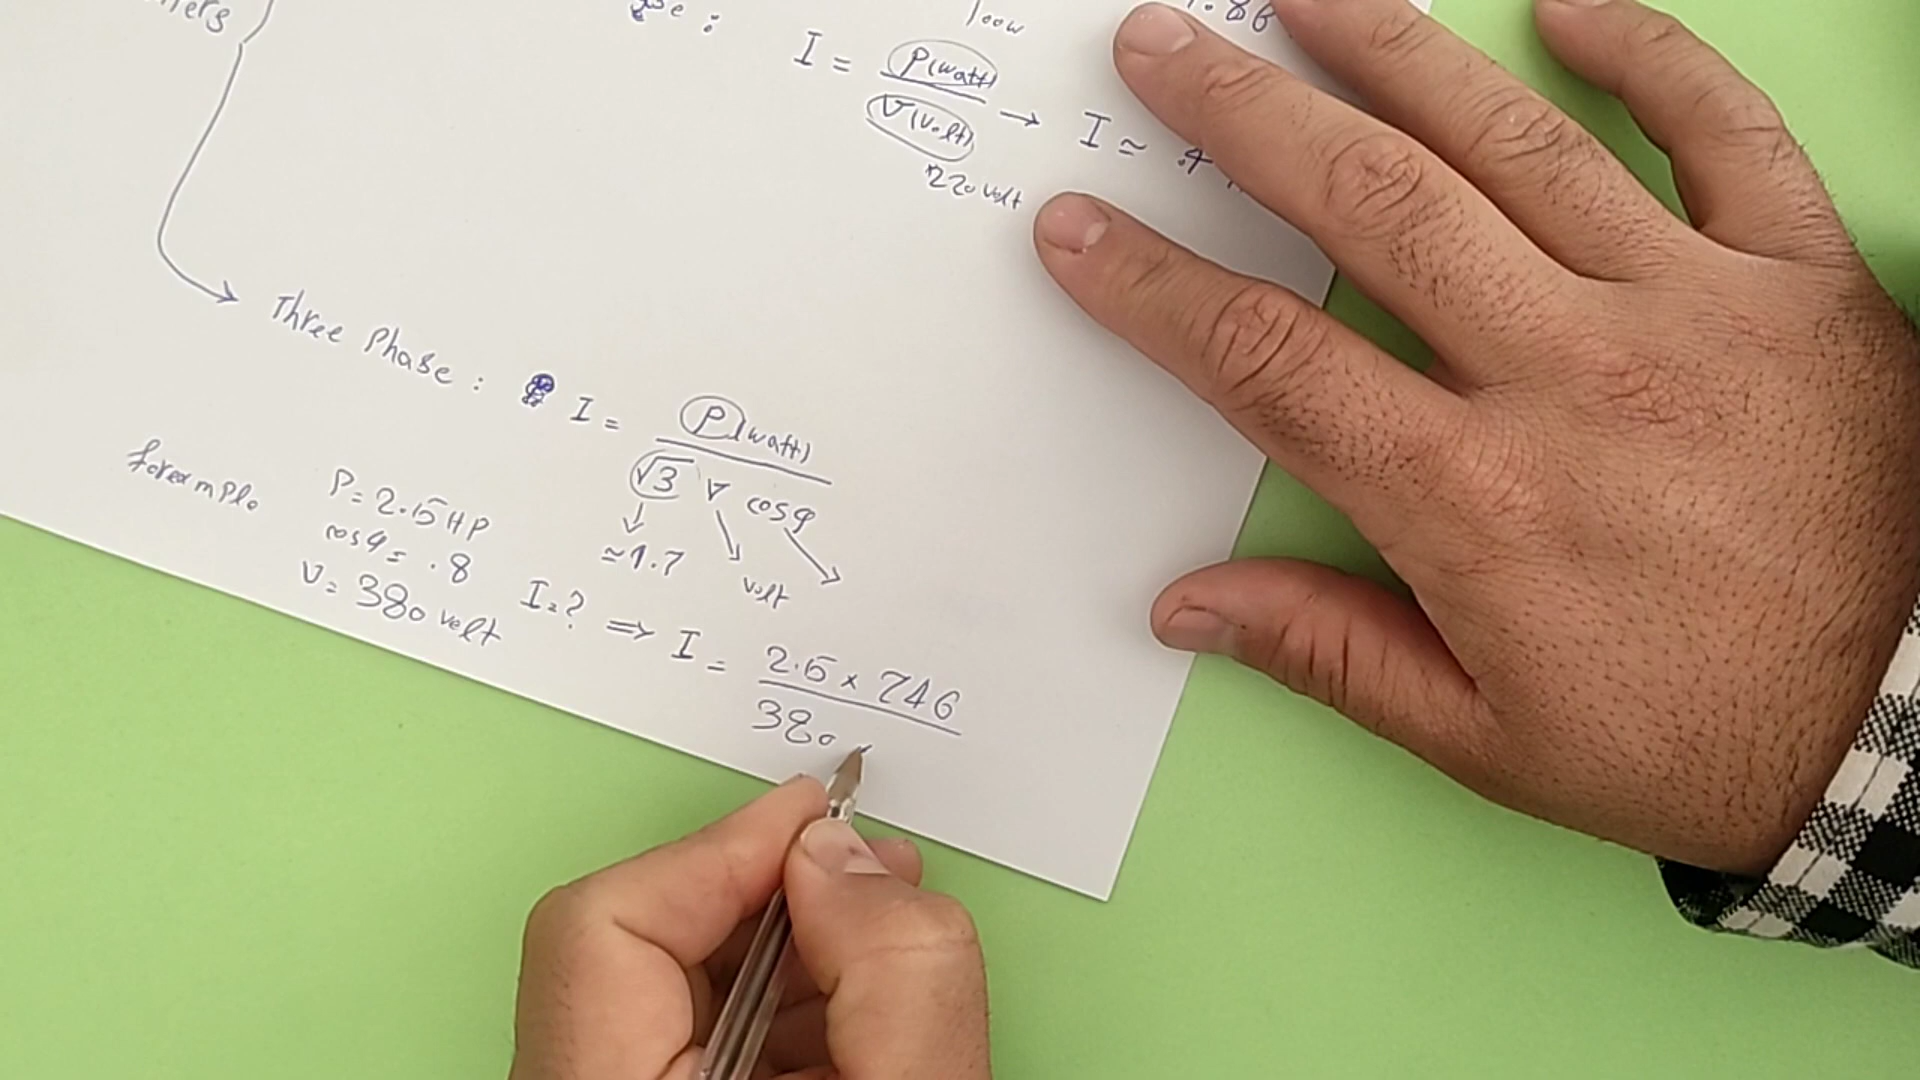 100w
I = P(watt) / V(volt) → I ≃
220 volt
Three Phase : I = P(watt) / √3 V cosφ
≃1.7 volt
for example
P = 2.5 HP
cosφ = .8
V = 380 volt
I = ? ⇒ I = 2.5 × 746 / 380